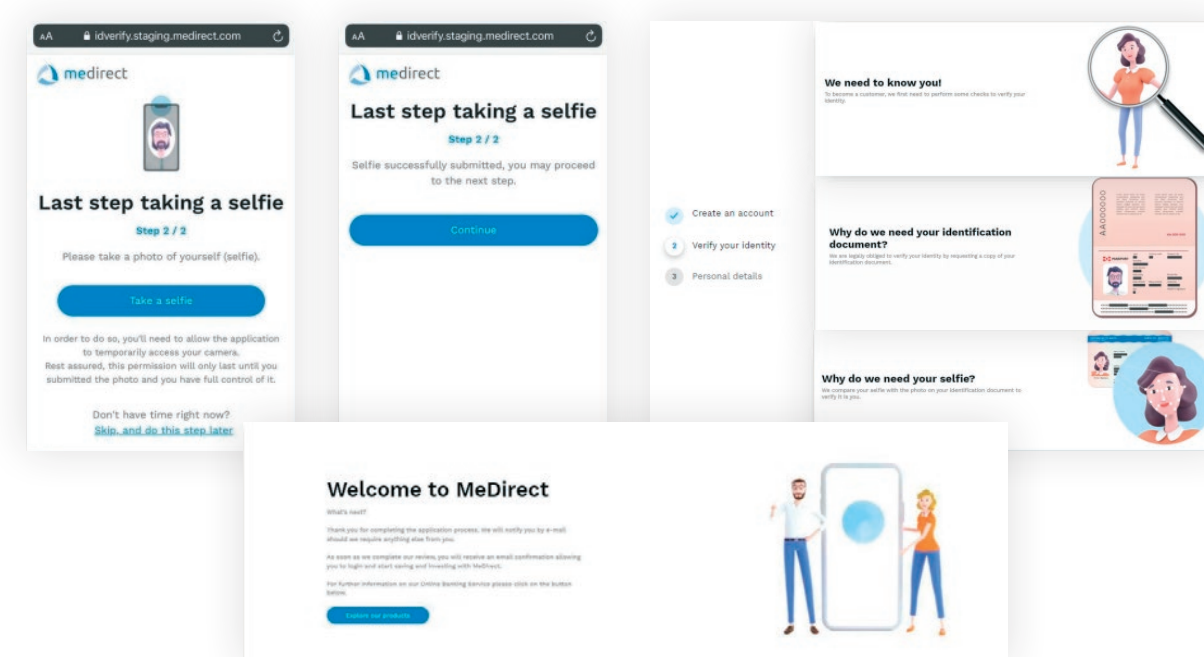 AA idverify.staging.medirect.com
medirect
Last step taking a selfie
Step 2 / 2
Please take a photo of yourself (selfie).
Take a selfie
In order to do so, you'll need to allow the application
to temporarily access your camera.
Rest assured, this permission will only last until you
submitted the photo and you have full control of it.
Don't have time right now?
Skip, and do this step later
AA idverify.staging.medirect.com
medirect
Last step taking a selfie
Step 2 / 2
Selfie successfully submitted, you may proceed
to the next step.
Continue
Create an account
2 Verify your identity
3 Personal details
We need to know you!
To become a customer, we first need to perform some checks to verify your
identity.
Why do we need your identification
document?
We are legally obliged to verify your identity by requesting a copy of your
identification document.
AA0000000
PASSPORT
Why do we need your selfie?
We compare your selfie with the photo on your identification document to
verify it is you.
Welcome to MeDirect
What's next?
Thank you for completing the application process. We will notify you by e-mail
should we require anything else from you.
As soon as we complete our review, you will receive an email confirmation allowing
you to login and start saving and investing with MeDirect.
For further information on our Online Banking Service please click on the button
below.
Explore our products